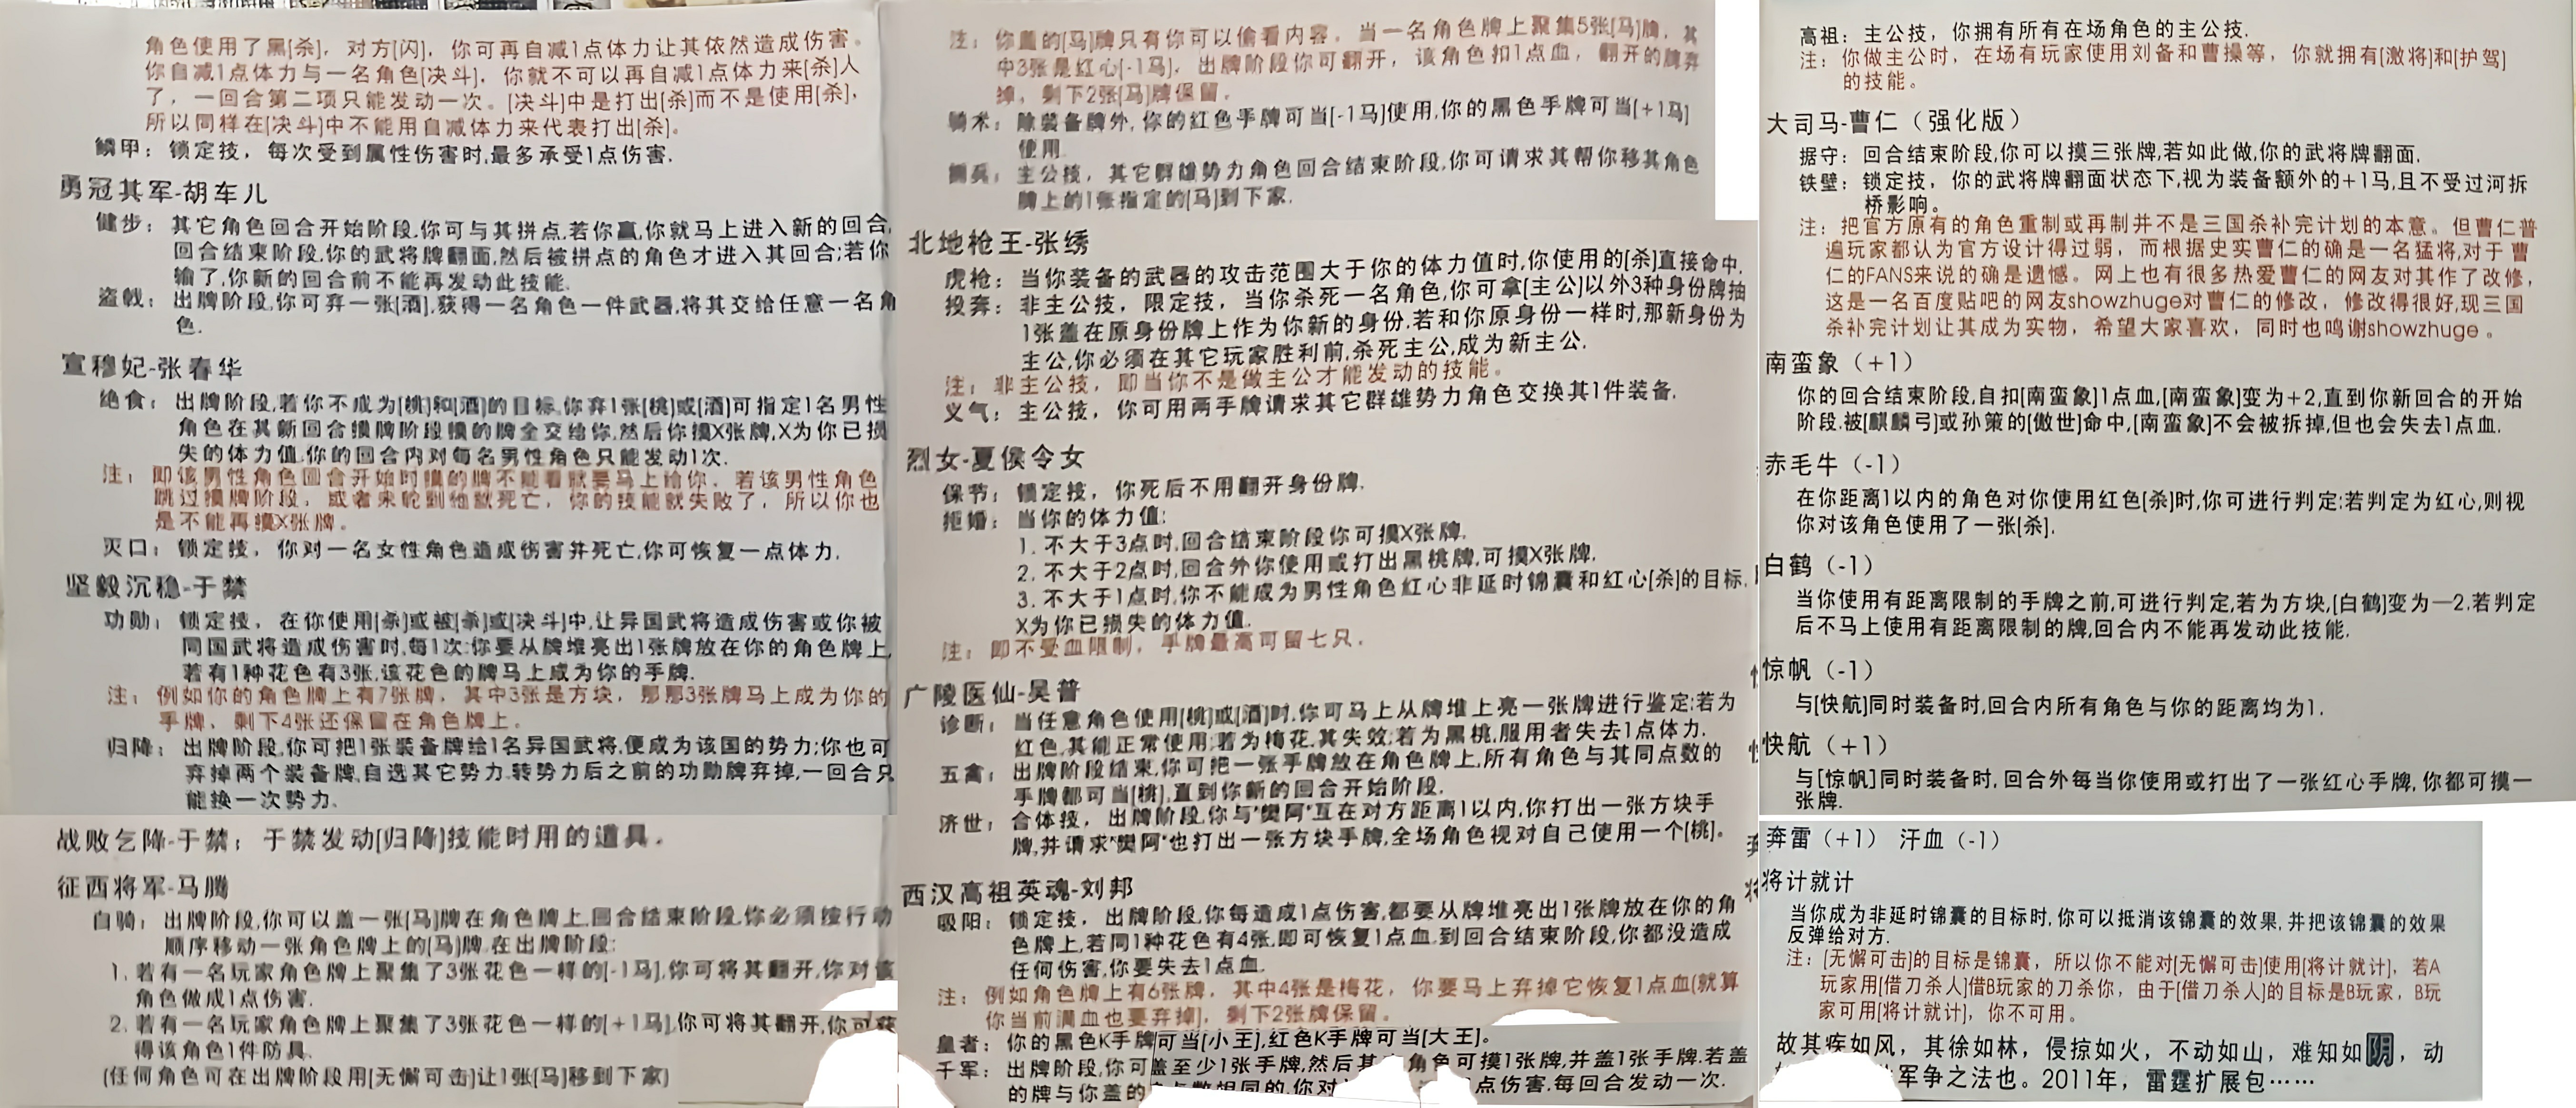 角色使用了黑[杀]，对方[闪]，你可再自减1点体力让其依然造成伤害。
你自减1点体力与一名角色[决斗]，你就不可以再自减1点体力来[杀]人
了，一回合第二项只能发动一次。[决斗]中是打出[杀]而不是使用[杀]，
所以同样在[决斗]中不能用自减体力来代表打出[杀]。
鳞甲：锁定技，每次受到属性伤害时,最多承受1点伤害.
勇冠其军-胡车儿
健步：其它角色回合开始阶段,你可与其拼点,若你赢,你就马上进入新的回合,
回合结束阶段,你的武将牌翻面,然后被拼点的角色才进入其回合;若你
输了,你新的回合前不能再发动此技能.
盗戟：出牌阶段,你可弃一张[酒],获得一名角色一件武器,将其交给任意一名角
色.
宣穆妃-张春华
绝食：出牌阶段,若你不成为[桃]和[酒]的目标,你弃1张[桃]或[酒]可指定1名男性
角色在其新回合摸牌阶段摸的牌全交给你,然后你摸X张牌,X为你已损
失的体力值.你的回合内对每名男性角色只能发动1次.
注：即该男性角色回合开始时摸的牌不能看就要马上给你，若该男性角色
跳过摸牌阶段，或者未轮到他就死亡，你的技能就失败了，所以你也
是不能再摸X张牌。
灭口：锁定技，你对一名女性角色造成伤害并死亡,你可恢复一点体力.
坚毅沉稳-于禁
功勋：锁定技，在你使用[杀]或被[杀]或[决斗]中,让异国武将造成伤害或你被
同国武将造成伤害时,每1次:你要从牌堆亮出1张牌放在你的角色牌上,
若有1种花色有3张,该花色的牌马上成为你的手牌.
注：例如你的角色牌上有7张牌，其中3张是方块，那那3张牌马上成为你的
手牌，剩下4张还保留在角色牌上。
归降：出牌阶段,你可把1张装备牌给1名异国武将,便成为该国的势力;你也可
弃掉两个装备牌,自选其它势力.转势力后之前的功勋牌弃掉,一回合只
能换一次势力.
战败乞降-于禁：于禁发动[归降]技能时用的道具.
征西将军-马腾
自骑：出牌阶段,你可以盖一张[马]牌在角色牌上,回合结束阶段,你必须按行动
顺序移动一张角色牌上的[马]牌.在出牌阶段:
1. 若有一名玩家角色牌上聚集了3张花色一样的[-1马],你可将其翻开,你对该
角色做成1点伤害.
2. 若有一名玩家角色牌上聚集了3张花色一样的[+1马],你可将其翻开,你可获
得该角色1件防具.
(任何角色可在出牌阶段用[无懈可击]让1张[马]移到下家)
注：你盖的[马]牌只有你可以偷看内容。当一名角色牌上聚集5张[马]牌，其
中3张是红心[-1马]，出牌阶段你可翻开，该角色扣1点血，翻开的牌弃
掉，剩下2张[马]牌保留。
骑术：除装备牌外,你的红色手牌可当[-1马]使用,你的黑色手牌可当[+1马]
使用.
拥兵：主公技，其它群雄势力角色回合结束阶段,你可请求其帮你移其角色
牌上的1张指定的[马]到下家.
北地枪王-张绣
虎枪：当你装备的武器的攻击范围大于你的体力值时,你使用的[杀]直接命中.
投奔：非主公技，限定技，当你杀死一名角色,你可拿[主公]以外3种身份牌抽
1张盖在原身份牌上作为你新的身份.若和你原身份一样时,那新身份为
主公,你必须在其它玩家胜利前,杀死主公,成为新主公.
注：非主公技，即当你不是做主公才能发动的技能。
义气：主公技，你可用两手牌请求其它群雄势力角色交换其1件装备.
烈女-夏侯令女
保节：锁定技，你死后不用翻开身份牌.
拒婚：当你的体力值:
1. 不大于3点时,回合结束阶段你可摸X张牌.
2. 不大于2点时,回合外你使用或打出黑桃牌,可摸X张牌.
3. 不大于1点时,你不能成为男性角色红心非延时锦囊和红心[杀]的目标.
X为你已损失的体力值.
注：即不受血限制，手牌最高可留七只.
广陵医仙-吴普
诊断：当任意角色使用[桃]或[酒]时,你可马上从牌堆上亮一张牌进行鉴定;若为
红色,其能正常使用;若为梅花,其失效;若为黑桃,服用者失去1点体力.
五禽：出牌阶段结束,你可把一张手牌放在角色牌上,所有角色与其同点数的
手牌都可当[桃],直到你新的回合开始阶段.
济世：合体技，出牌阶段,你与"樊阿"互在对方距离1以内,你打出一张方块手
牌,并请求"樊阿"也打出一张方块手牌,全场角色视对自己使用一个[桃]。
西汉高祖英魂-刘邦
吸阳：锁定技，出牌阶段,你每造成1点伤害,都要从牌堆亮出1张牌放在你的角
色牌上,若同1种花色有4张,即可恢复1点血.到回合结束阶段,你都没造成
任何伤害,你要失去1点血.
注：例如角色牌上有6张牌，其中4张是梅花，你要马上弃掉它恢复1点血(就算
你当前满血也要弃掉)，剩下2张牌保留。
皇者：你的黑色K手牌可当[小王],红色K手牌可当[大王]。
千军：出牌阶段,你可盖至少1张手牌,然后其 角色可摸1张牌,并盖1张手牌.若盖
的牌与你盖的 点数相同的,你对 点伤害.每回合发动一次.
高祖：主公技，你拥有所有在场角色的主公技.
注：你做主公时，在场有玩家使用刘备和曹操等，你就拥有[激将]和[护驾]
的技能。
大司马-曹仁（强化版）
据守：回合结束阶段,你可以摸三张牌,若如此做,你的武将牌翻面.
铁壁：锁定技，你的武将牌翻面状态下,视为装备额外的+1马,且不受过河拆
桥影响。
注：把官方原有的角色重制或再制并不是三国杀补完计划的本意。但曹仁普
遍玩家都认为官方设计得过弱，而根据史实曹仁的确是一名猛将,对于曹
仁的FANS来说的确是遗憾。网上也有很多热爱曹仁的网友对其作了改修，
这是一名百度贴吧的网友showzhuge对曹仁的修改，修改得很好,现三国
杀补完计划让其成为实物，希望大家喜欢，同时也鸣谢showzhuge。
南蛮象（+1）
你的回合结束阶段,自扣[南蛮象]1点血,[南蛮象]变为+2,直到你新回合的开始
阶段.被[麒麟弓]或孙策的[傲世]命中,[南蛮象]不会被拆掉,但也会失去1点血.
赤毛牛（-1）
在你距离1以内的角色对你使用红色[杀]时,你可进行判定:若判定为红心,则视
你对该角色使用了一张[杀].
白鹤（-1）
当你使用有距离限制的手牌之前,可进行判定,若为方块,[白鹤]变为—2.若判定
后不马上使用有距离限制的牌,回合内不能再发动此技能.
惊帆（-1）
与[快航]同时装备时,回合内所有角色与你的距离均为1.
快航（+1）
与[惊帆]同时装备时,回合外每当你使用或打出了一张红心手牌,你都可摸一
张牌.
奔雷（+1） 汗血（-1）
将计就计
当你成为非延时锦囊的目标时,你可以抵消该锦囊的效果,并把该锦囊的效果
反弹给对方.
注：[无懈可击]的目标是锦囊，所以你不能对[无懈可击]使用[将计就计]，若A
玩家用[借刀杀人]借B玩家的刀杀你，由于[借刀杀人]的目标是B玩家，B玩
家可用[将计就计]，你不可用。
故其疾如风，其徐如林，侵掠如火，不动如山，难知如阴，动
军争之法也。2011年，雷霆扩展包……